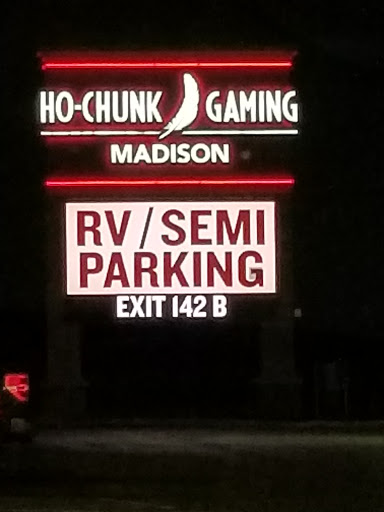 HO-CHUNK GAMING
MADISON
RV/SEMI
PARKING
EXIT 142 B